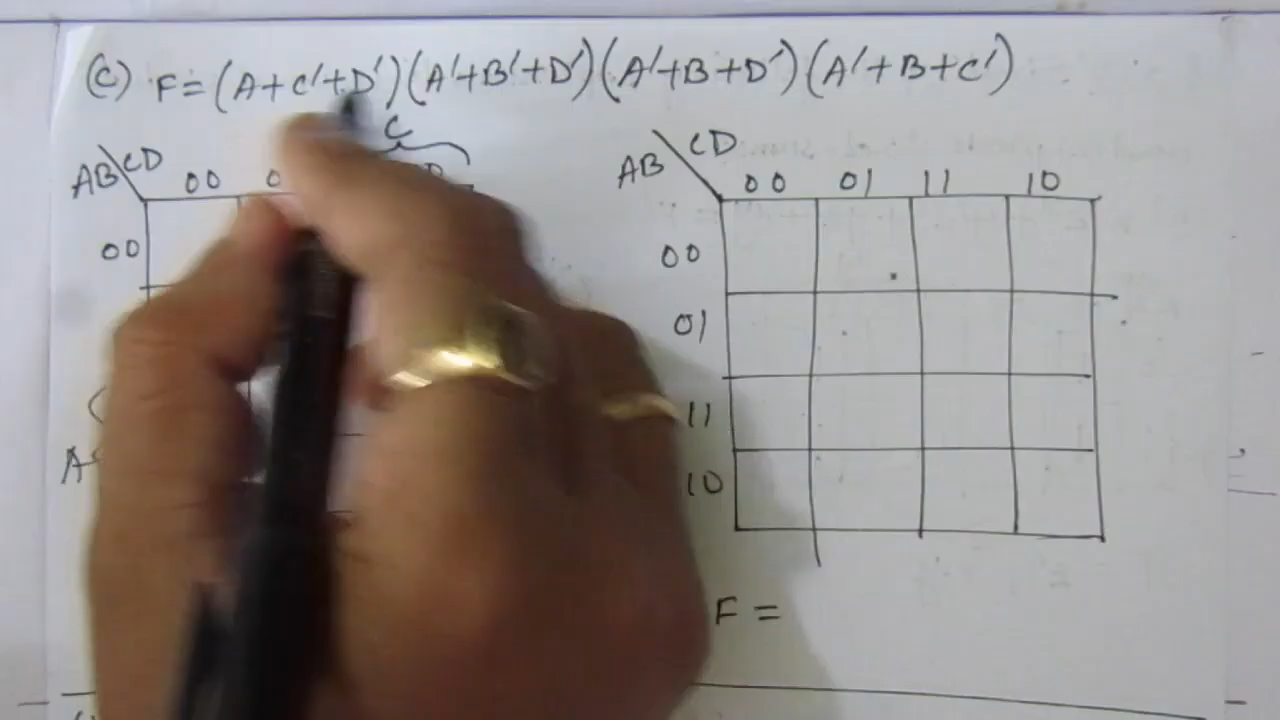 (C) F = (A+C'+D')(A'+B'+D')(A'+B+D')(A'+B+C')
C
AB CD 00
00
A
AB CD 00 01 11 10
00
01
11
10
F =